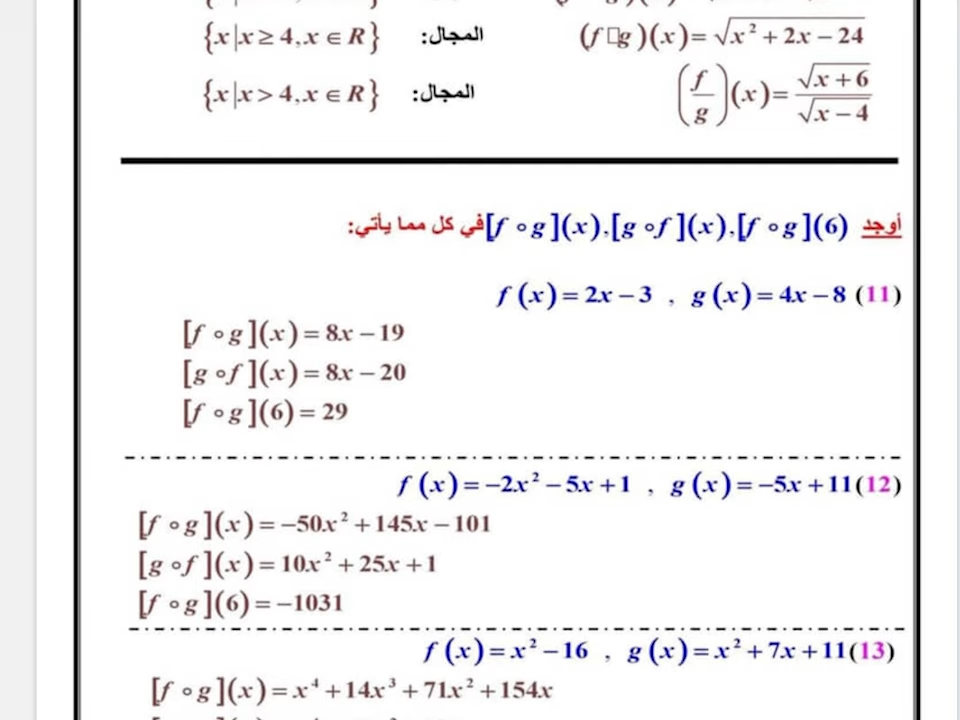 (f □g)(x)= √x² + 2x − 24 المجال: {x|x ≥ 4, x ∈ R}
(f/g)(x)= √x + 6 / √x − 4 المجال: {x|x > 4, x ∈ R}
أوجد [f ∘ g](x),[g ∘ f](x),[f ∘ g](6) في كل مما يأتي:
f (x) = 2x − 3 , g (x) = 4x − 8 (11)
[f ∘ g](x) = 8x − 19
[g ∘ f](x) = 8x − 20
[f ∘ g](6) = 29
f (x) = −2x² − 5x + 1 , g (x) = −5x + 11 (12)
[f ∘ g](x) = −50x² + 145x − 101
[g ∘ f](x) = 10x² + 25x + 1
[f ∘ g](6) = −1031
f (x) = x² − 16 , g (x) = x² + 7x + 11 (13)
[f ∘ g](x) = x⁴ + 14x³ + 71x² + 154x